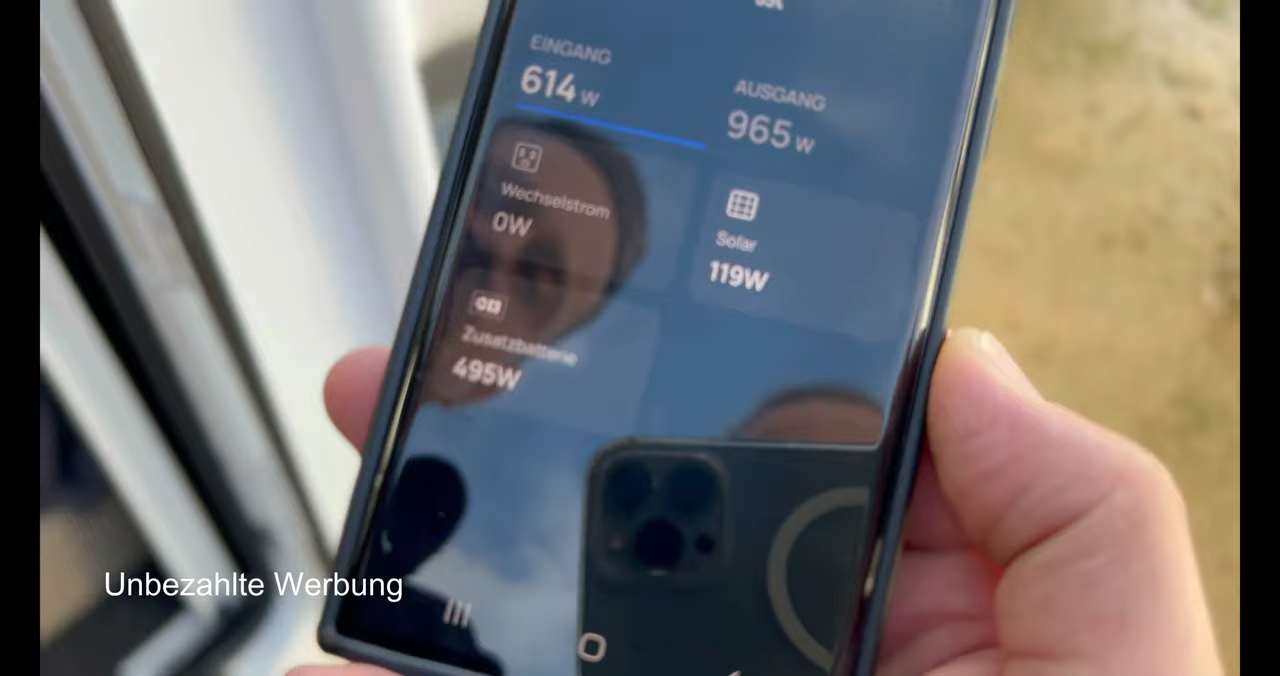 EINGANG
614 W
AUSGANG
965 W
Wechselstrom
0W
Solar
119W
Zusatzbatterie
495W
Unbezahlte Werbung